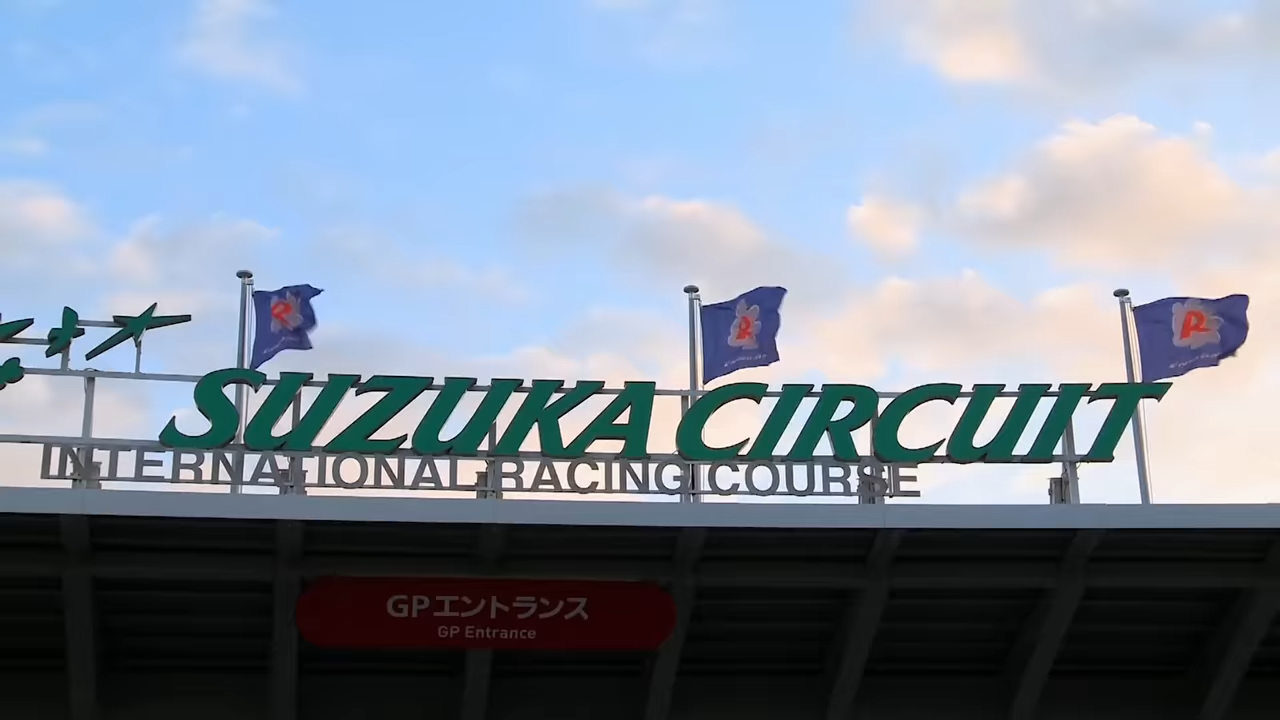 SUZUKA CIRCUIT
INTERNATIONAL RACING COURSE
GPエントランス
GP Entrance